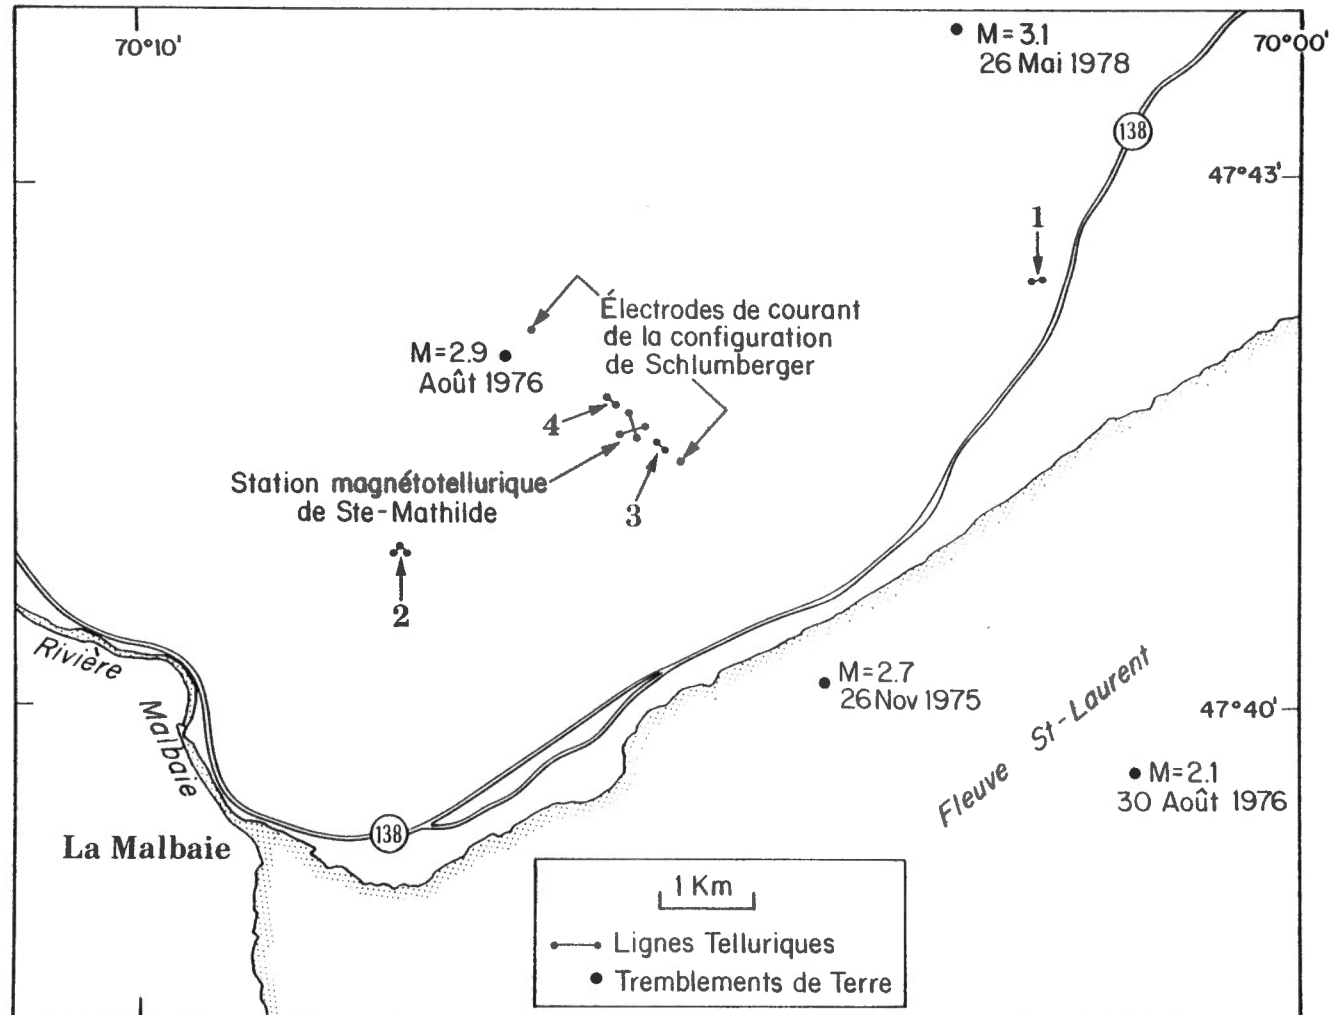 70°10'
M=3.1
26 Mai 1978
70°00'
138
47°43'
1
Électrodes de courant
de la configuration
de Schlumberger
M=2.9
Août 1976
4
Station magnétotellurique
de Ste-Mathilde
3
2
Rivière
Malbaie
M=2.7
26 Nov 1975
47°40'
Fleuve St-Laurent
M=2.1
30 Août 1976
138
La Malbaie
1 Km
Lignes Telluriques
Tremblements de Terre